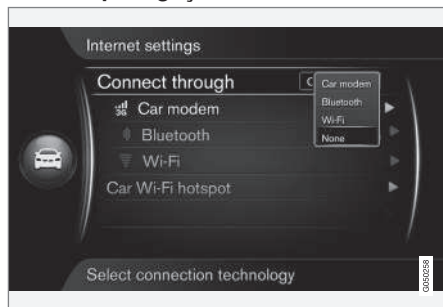 Internet settings
Connect through
C
Car modem
Bluetooth
Wi-Fi
None
3G
Car modem
Bluetooth
Wi-Fi
Car Wi-Fi hotspot
Select connection technology
G050258